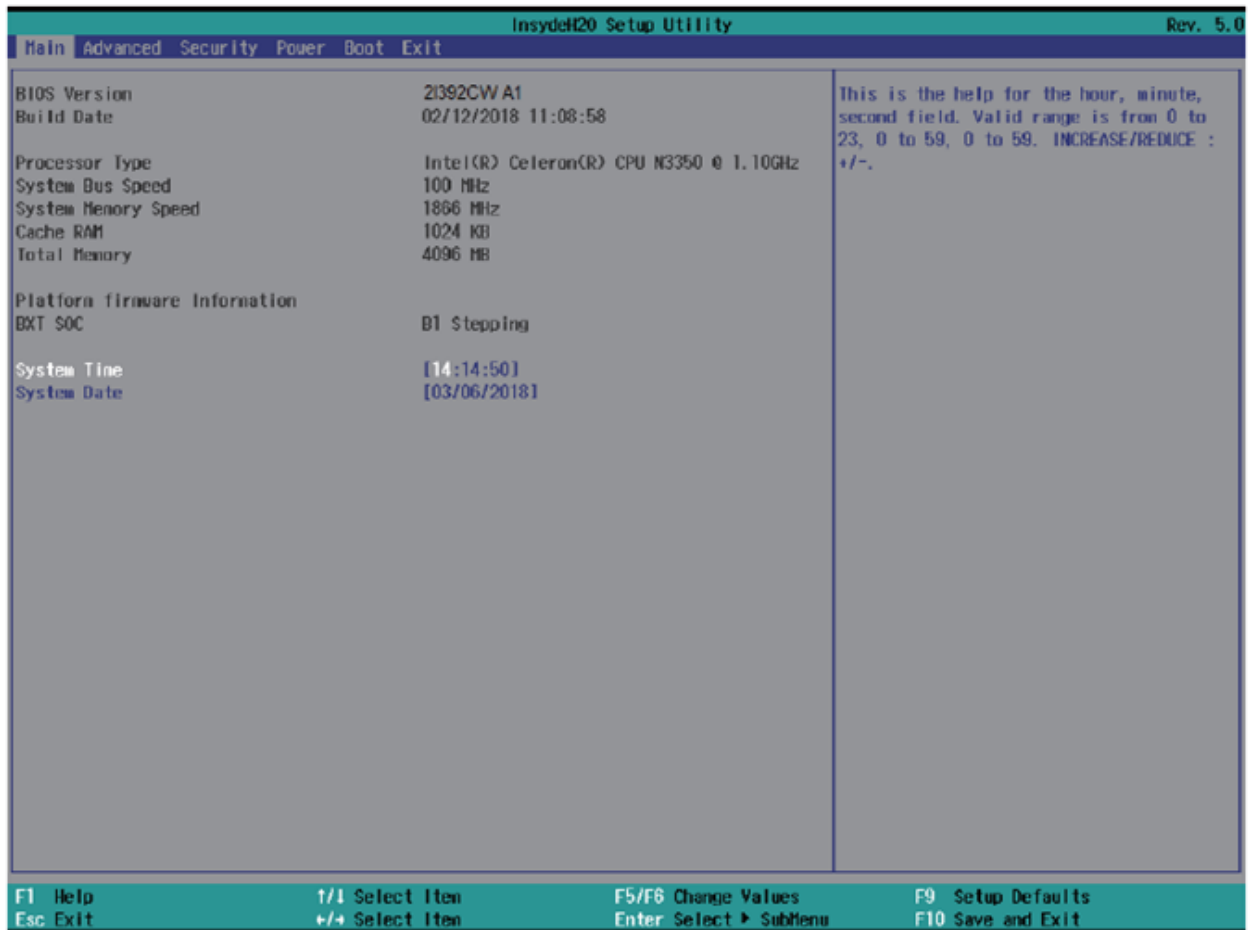 InsydeH20 Setup Utility Rev. 5.0
Main Advanced Security Power Boot Exit
BIOS Version 2I392CW A1
Build Date 02/12/2018 11:08:58
Processor Type Intel(R) Celeron(R) CPU N3350 @ 1.10GHz
System Bus Speed 100 MHz
System Memory Speed 1866 MHz
Cache RAM 1024 KB
Total Memory 4096 MB
Platform firmware Information
BXT SOC B1 Stepping
System Time [14:14:50]
System Date [03/06/2018]
This is the help for the hour, minute,
second field. Valid range is from 0 to
23, 0 to 59, 0 to 59. INCREASE/REDUCE :
+/-.
F1 Help ↑/↓ Select Item F5/F6 Change Values F9 Setup Defaults
Esc Exit ←/→ Select Item Enter Select ▶ SubMenu F10 Save and Exit